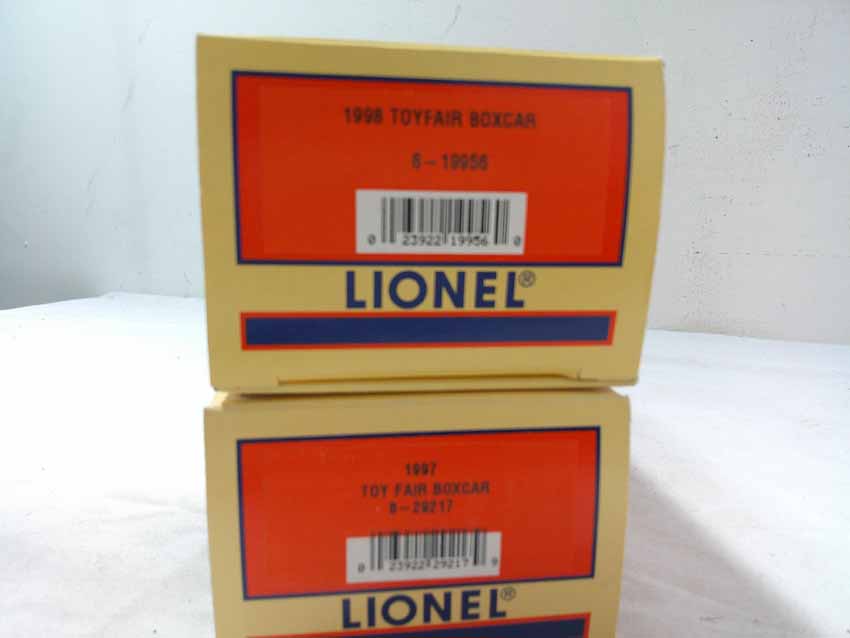 1998 TOYFAIR BOXCAR
6-19956
0 23922 19956 0
LIONEL®
1997
TOY FAIR BOXCAR
6-29217
0 23922 29217 9
LIONEL®